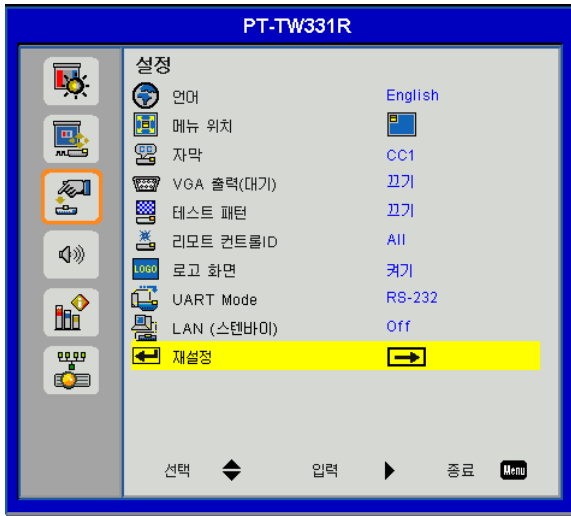 PT-TW331R
설정
언어 English
메뉴 위치
자막 CC1
VGA 출력(대기) 끄기
테스트 패턴 끄기
리모트 컨트롤ID All
LOGO 로고 화면 켜기
UART Mode RS-232
LAN (스텐바이) Off
재설정
선택 입력 종료 Menu